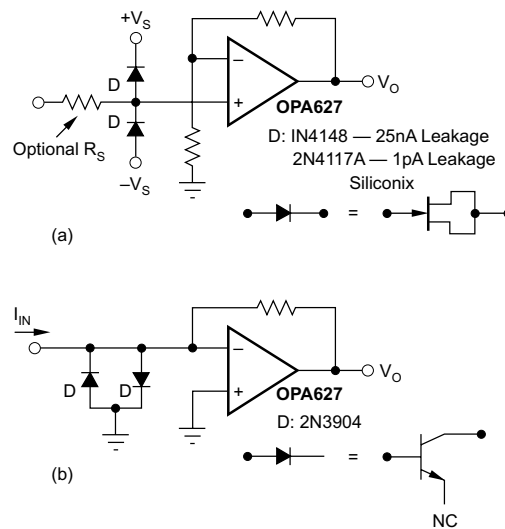 +V_S
D
D
Optional R_S
–V_S
–
+
OPA627
V_O
D: IN4148 — 25nA Leakage
2N4117A — 1pA Leakage
Siliconix
=
(a)
I_IN
D
D
–
+
OPA627
V_O
D: 2N3904
=
NC
(b)